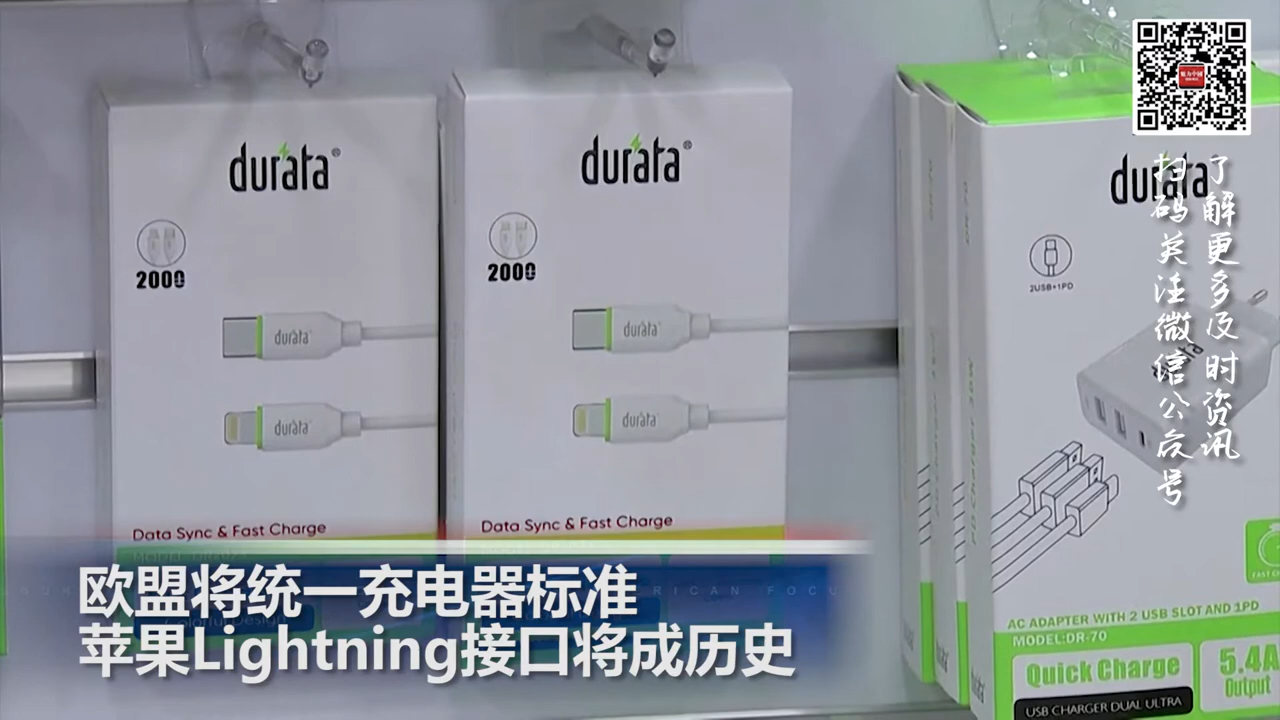 durata®
2000
durata
durata
Data Sync & Fast Charge
durata®
2000
durata
durata
Data Sync & Fast Charge
durata
2USB+1PD
AC ADAPTER WITH 2 USB SLOT AND 1PD
MODEL:DR-70
Quick Charge
5.4A
Output
USB CHARGER DUAL ULTRA
了解更多及时资讯
扫码关注微信公众号
欧盟将统一充电器标准
苹果Lightning接口将成历史